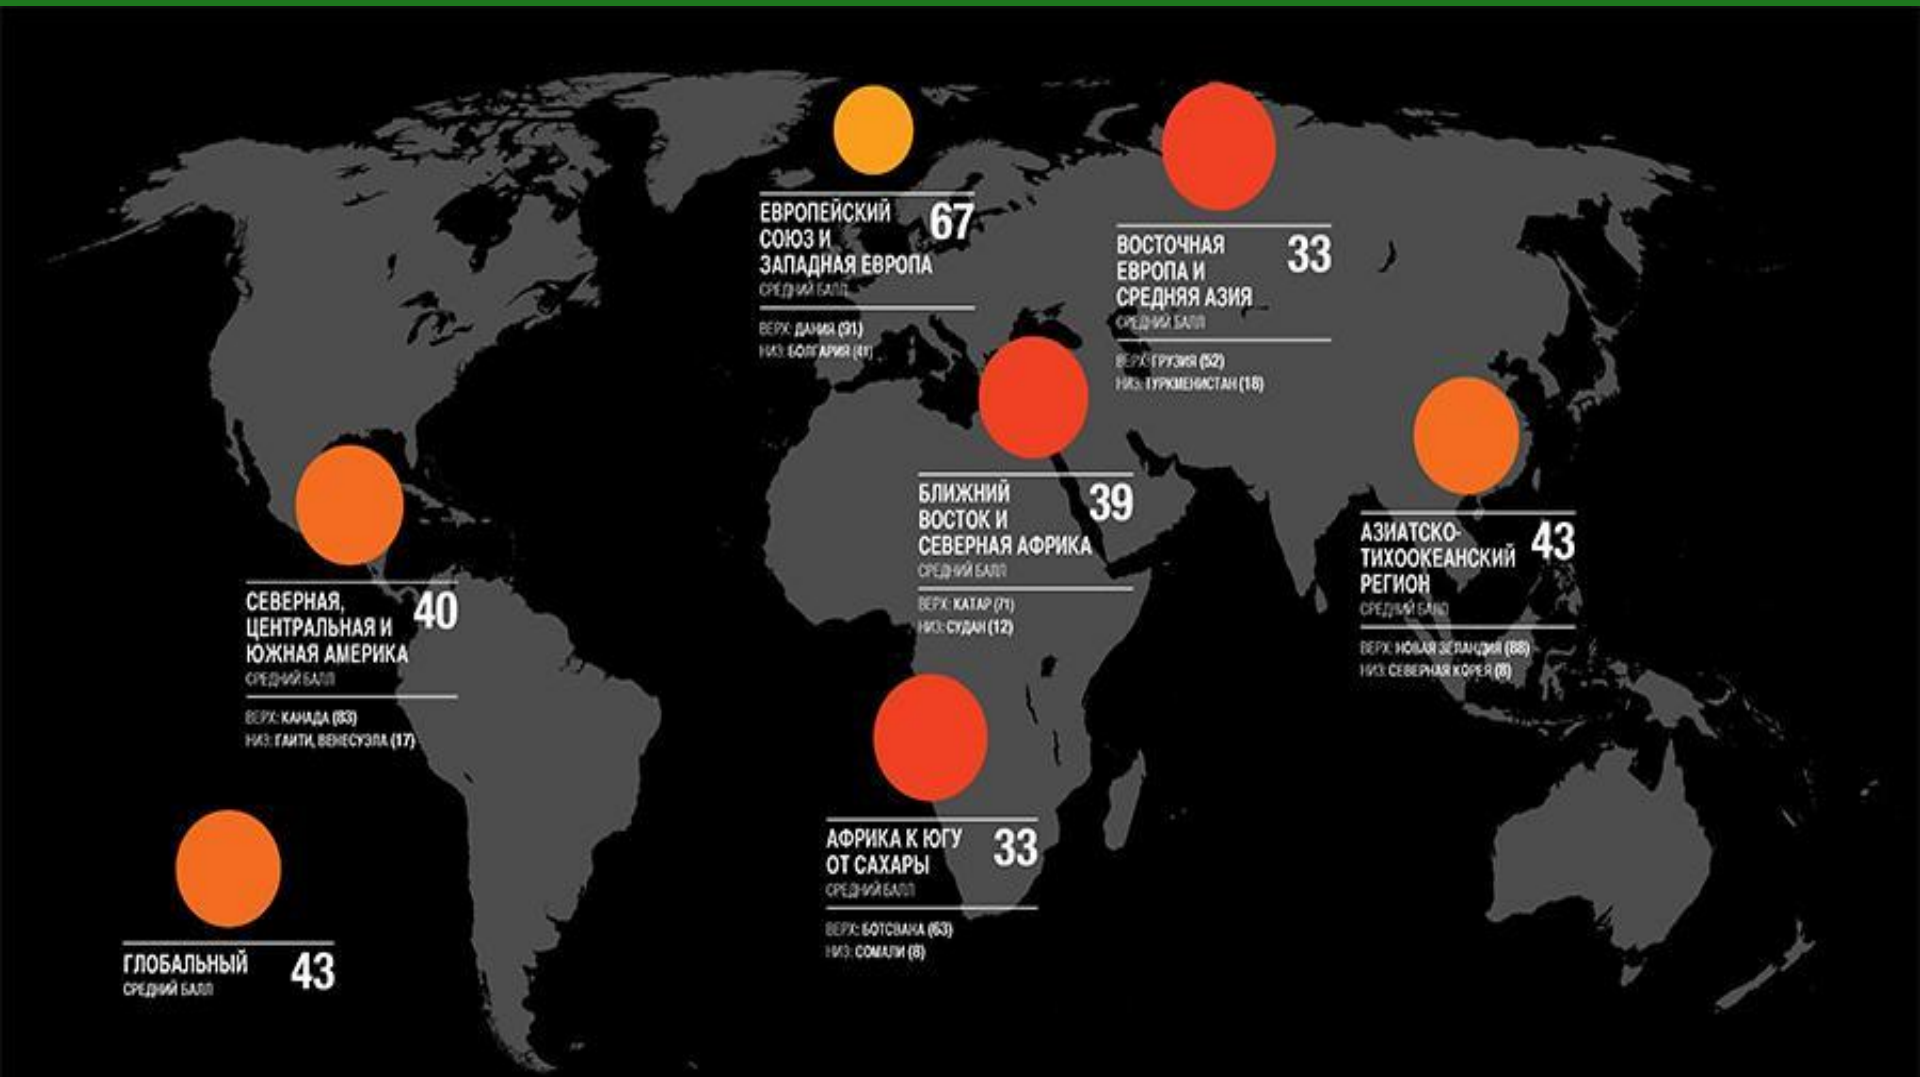 ЕВРОПЕЙСКИЙ
СОЮЗ И
ЗАПАДНАЯ ЕВРОПА
67
СРЕДНИЙ БАЛЛ
ВЕРХ: ДАНИЯ (91)
НИЗ: БОЛГАРИЯ (41)
ВОСТОЧНАЯ
ЕВРОПА И
СРЕДНЯЯ АЗИЯ
33
СРЕДНИЙ БАЛЛ
ВЕРХ: ГРУЗИЯ (52)
НИЗ: ТУРКМЕНИСТАН (18)
БЛИЖНИЙ
ВОСТОК И
СЕВЕРНАЯ АФРИКА
39
СРЕДНИЙ БАЛЛ
ВЕРХ: КАТАР (71)
НИЗ: СУДАН (12)
АЗИАТСКО-
ТИХООКЕАНСКИЙ
РЕГИОН
43
СРЕДНИЙ БАЛЛ
ВЕРХ: НОВАЯ ЗЕЛАНДИЯ (88)
НИЗ: СЕВЕРНАЯ КОРЕЯ (8)
СЕВЕРНАЯ,
ЦЕНТРАЛЬНАЯ И
ЮЖНАЯ АМЕРИКА
40
СРЕДНИЙ БАЛЛ
ВЕРХ: КАНАДА (83)
НИЗ: ГАИТИ, ВЕНЕСУЭЛА (17)
АФРИКА К ЮГУ
ОТ САХАРЫ
33
СРЕДНИЙ БАЛЛ
ВЕРХ: БОТСВАНА (63)
НИЗ: СОМАЛИ (8)
ГЛОБАЛЬНЫЙ
43
СРЕДНИЙ БАЛЛ